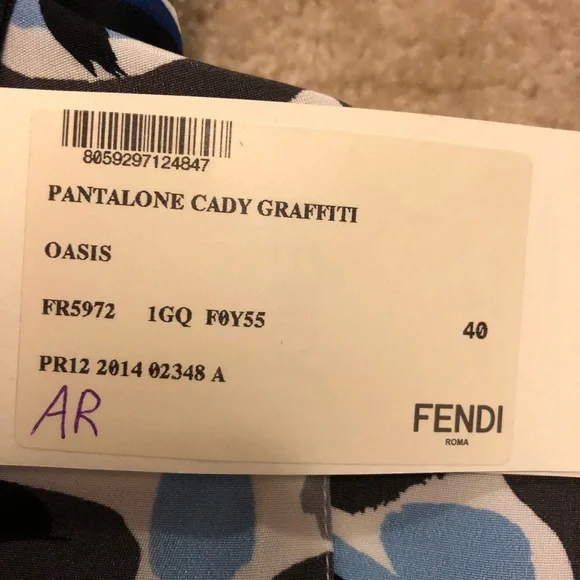 8059297124847
PANTALONE CADY GRAFFITI
OASIS
FR5972 1GQ F0Y55
40
PR12 2014 02348 A
AR
FENDI
ROMA